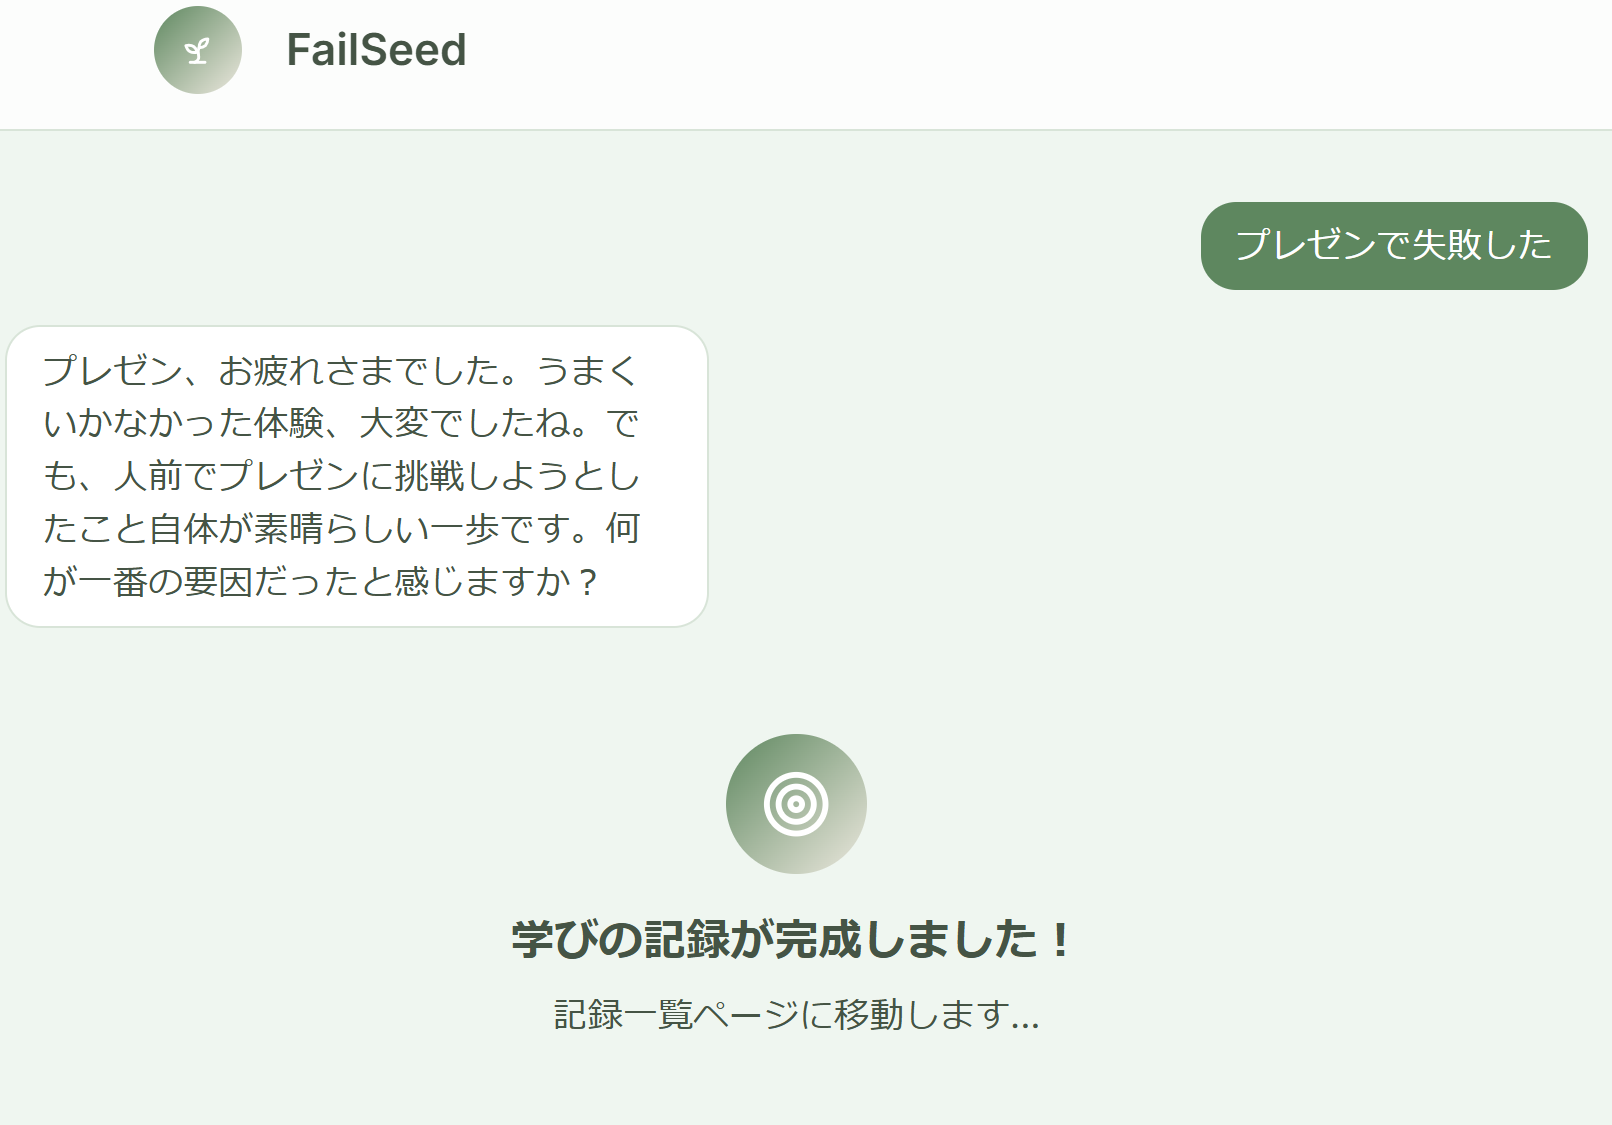 FailSeed
プレゼンで失敗した
プレゼン、お疲れさまでした。うまく
いかなかった体験、大変でしたね。で
も、人前でプレゼンに挑戦しようとし
たこと自体が素晴らしい一歩です。何
が一番の要因だったと感じますか？
学びの記録が完成しました！
記録一覧ページに移動します...